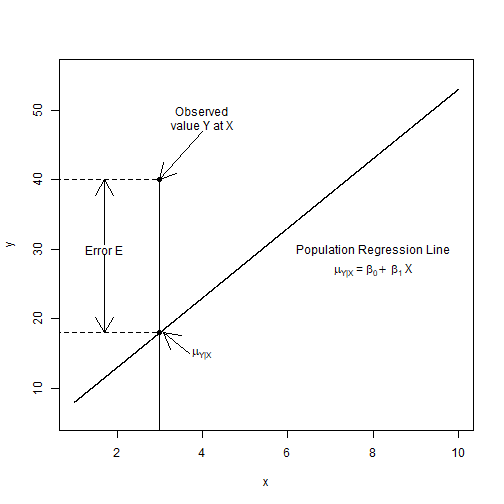 Observed
value Y at X
Error E
Population Regression Line
μY|X = β0 + β1 X
μY|X
y
50
40
30
20
10
2
4
6
8
10
x